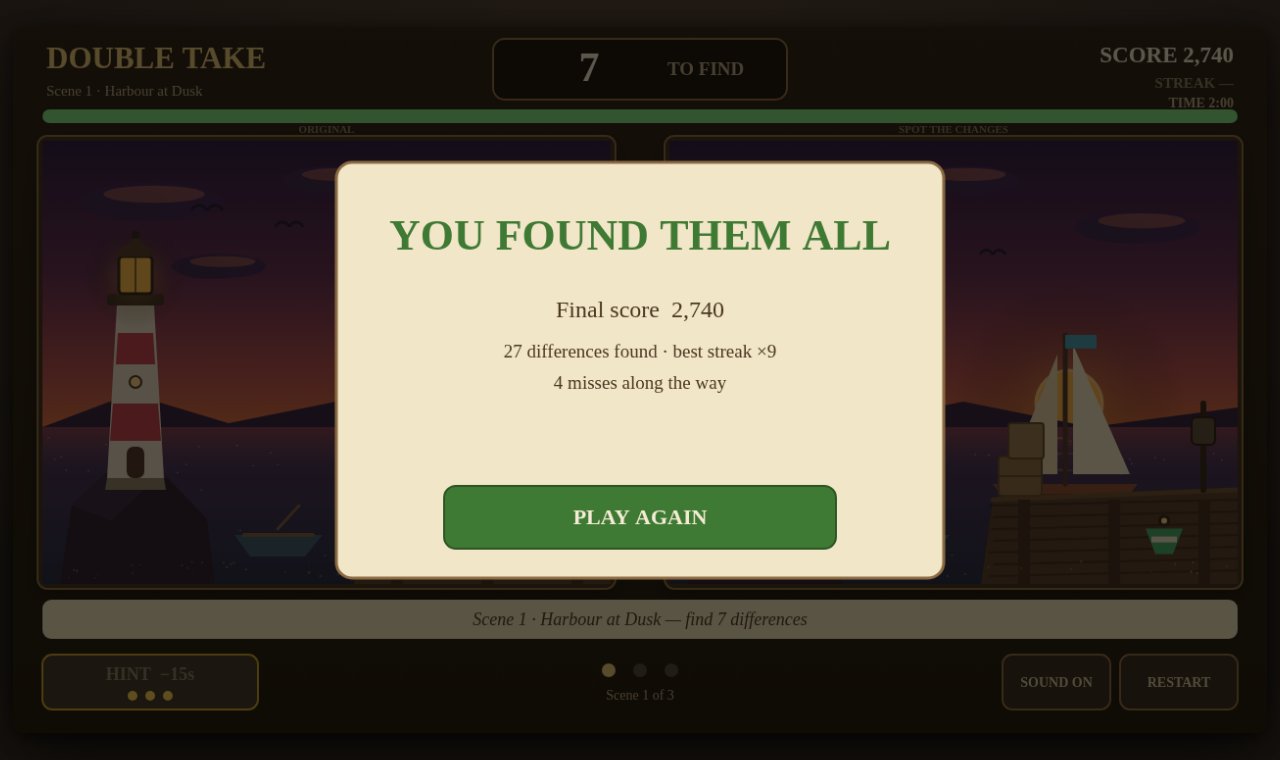 DOUBLE TAKE
Scene 1 · Harbour at Dusk
7 TO FIND
SCORE 2,740
STREAK —
TIME 2:00
ORIGINAL
SPOT THE CHANGES
YOU FOUND THEM ALL
Final score 2,740
27 differences found · best streak ×9
4 misses along the way
PLAY AGAIN
Scene 1 · Harbour at Dusk — find 7 differences
HINT −15s
Scene 1 of 3
SOUND ON
RESTART